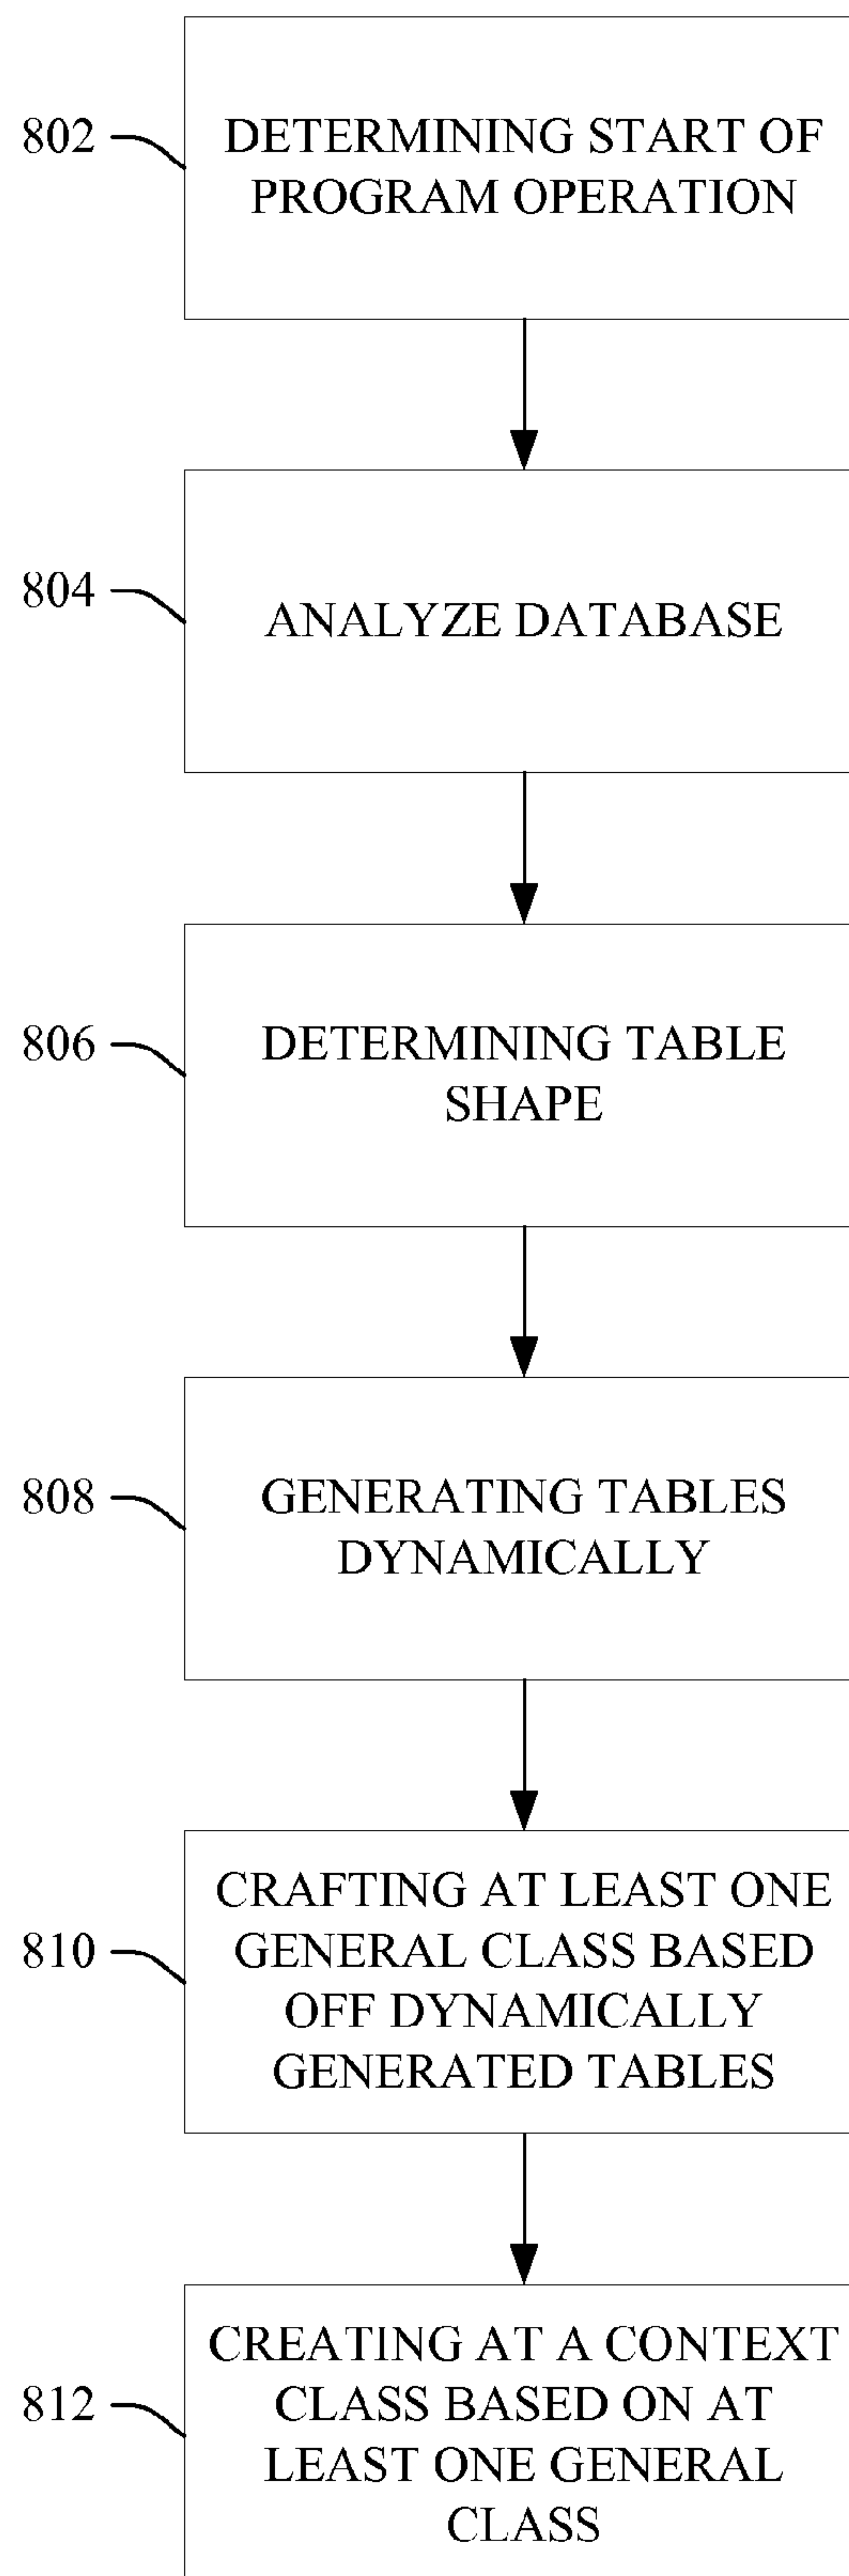 802
DETERMINING START OF
PROGRAM OPERATION
804
ANALYZE DATABASE
806
DETERMINING TABLE
SHAPE
808
GENERATING TABLES
DYNAMICALLY
810
CRAFTING AT LEAST ONE
GENERAL CLASS BASED
OFF DYNAMICALLY
GENERATED TABLES
812
CREATING AT A CONTEXT
CLASS BASED ON AT
LEAST ONE GENERAL
CLASS